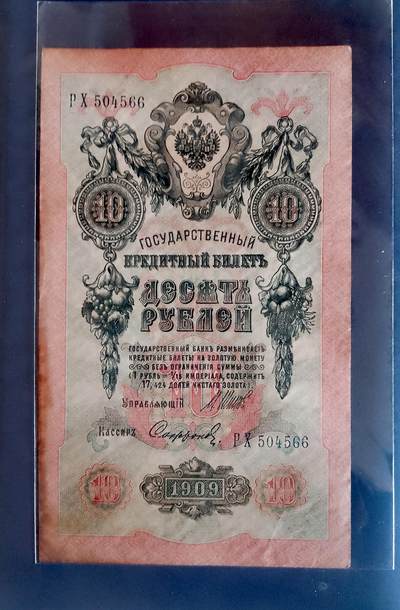 РХ 504566
10 10
ГОСУДАРСТВЕННЫЙ
КРЕДИТНЫЙ БИЛЕТЪ
ДЕСЯТЬ
РУБЛЕЙ
ГОСУДАРСТВЕННЫЙ БАНКЪ РАЗМѢНИВАЕТЪ
КРЕДИТНЫЕ БИЛЕТЫ НА ЗОЛОТУЮ МОНЕТУ
БЕЗЪ ОГРАНИЧЕНІЯ СУММЫ
(1 РУБЛЬ = 1/15 ИМПЕРІАЛА, СОДЕРЖИТЪ
17,424 ДОЛЕЙ ЧИСТАГО ЗОЛОТА)
УПРАВЛЯЮЩІЙ
Кассиръ
РХ 504566
10 1909 10